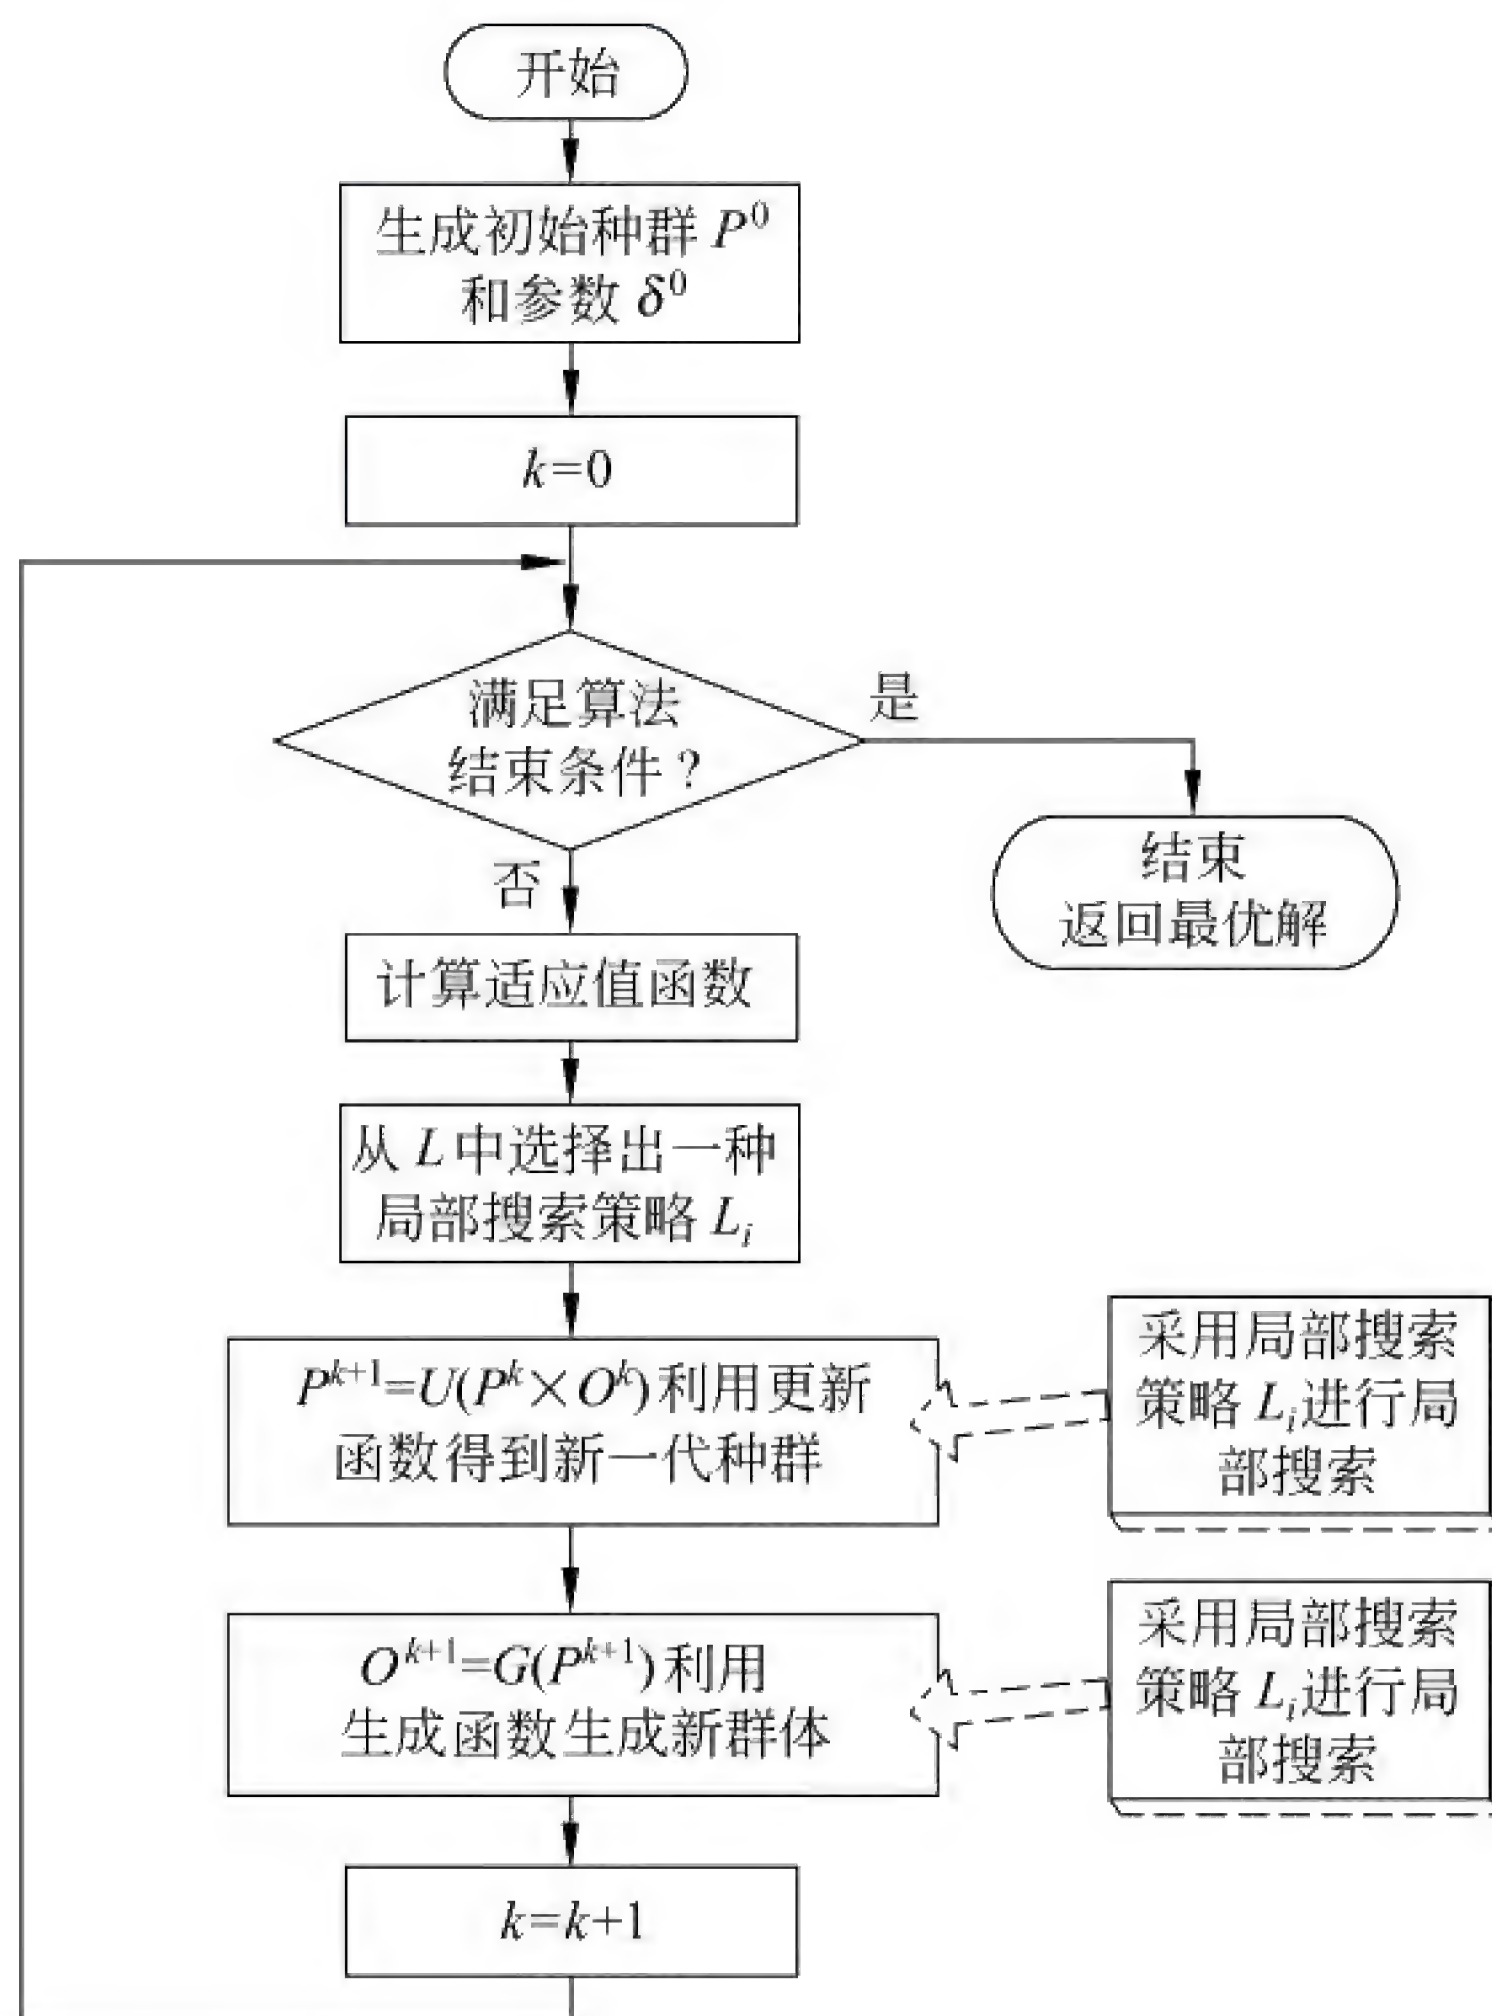 开始
生成初始种群 P⁰
和参数 δ⁰
k=0
满足算法
结束条件？
是
否
结束
返回最优解
计算适应值函数
从 L 中选择出一种
局部搜索策略 Lᵢ
Pᵏ⁺¹=U(Pᵏ×Oᵏ)利用更新
函数得到新一代种群
采用局部搜索
策略 Lᵢ进行局
部搜索
Oᵏ⁺¹=G(Pᵏ⁺¹)利用
生成函数生成新群体
采用局部搜索
策略 Lᵢ进行局
部搜索
k=k+1